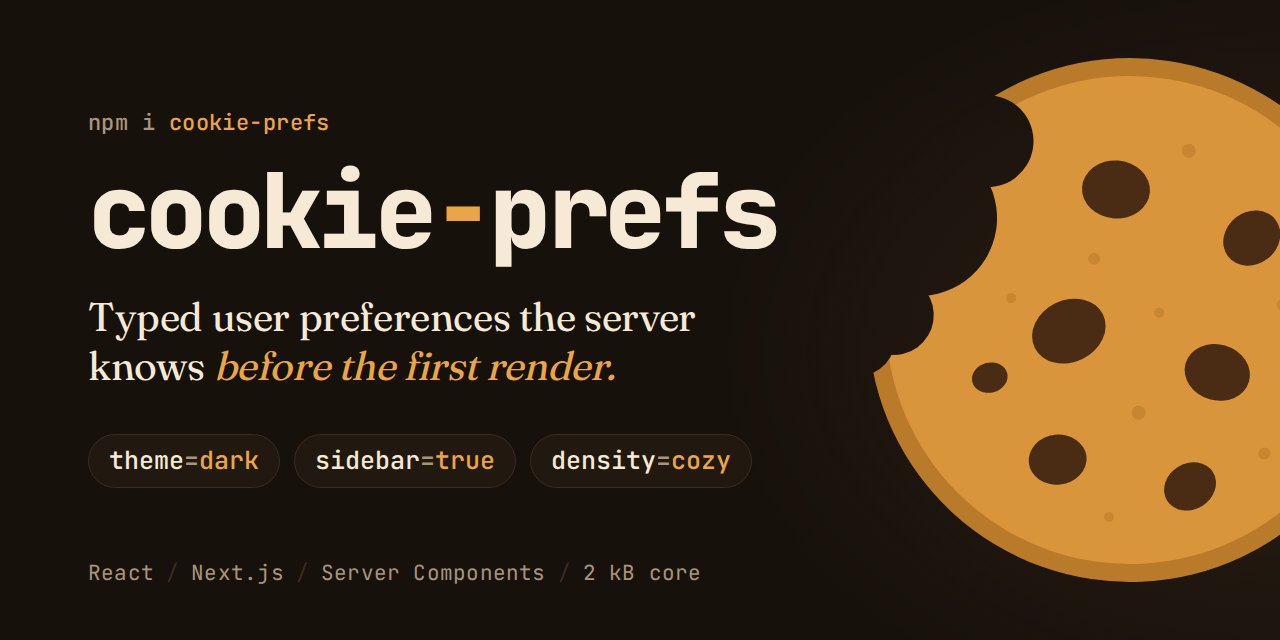 npm i cookie-prefs
cookie-prefs
Typed user preferences the server
knows before the first render.
theme=dark sidebar=true density=cozy
React / Next.js / Server Components / 2 kB core